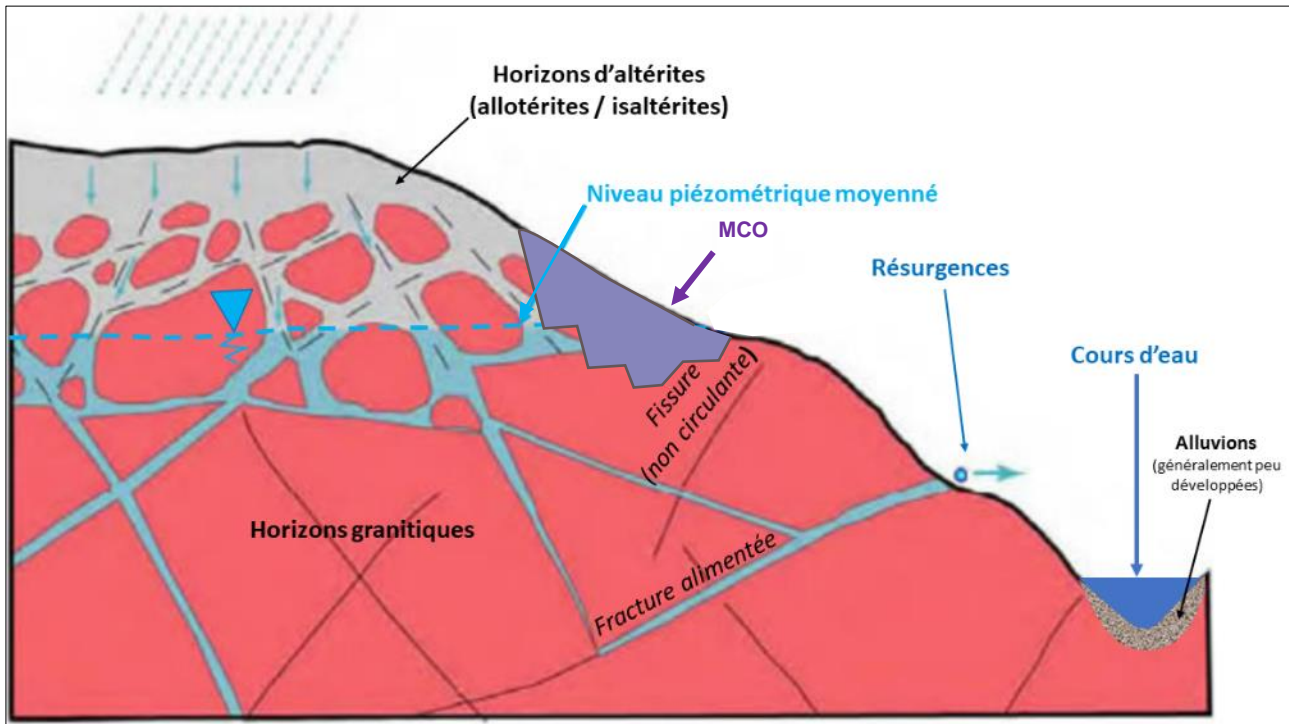 Horizons d'altérites
(allotérites / isaltérites)
Niveau piézométrique moyenné
MCO
Résurgences
Cours d'eau
Alluvions
(généralement peu
développées)
Fissure
(non circulante)
Horizons granitiques
Fracture alimentée